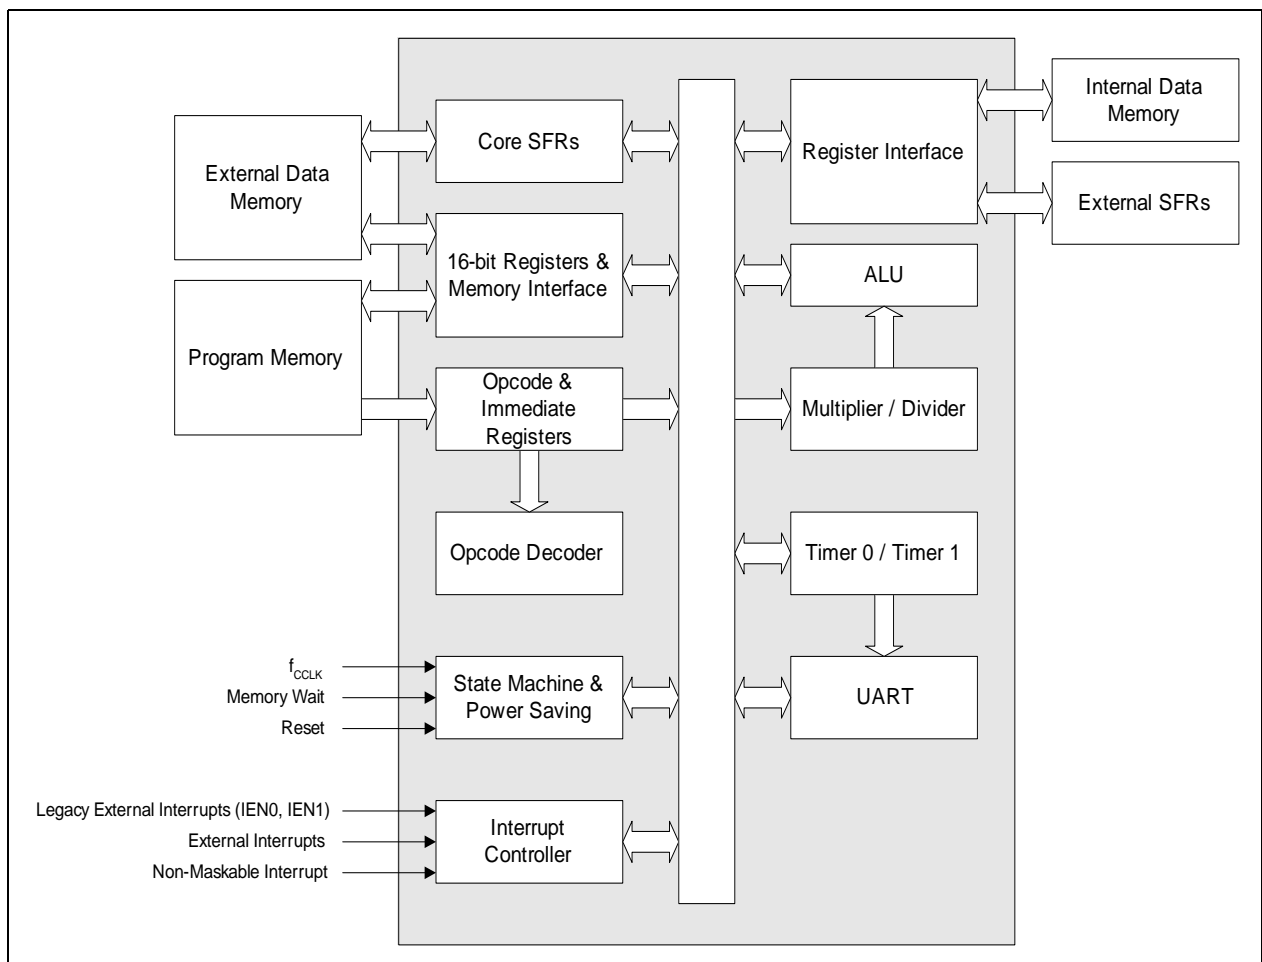 Internal Data
Memory
Core SFRs
Register Interface
External Data
Memory
External SFRs
16-bit Registers &
Memory Interface
ALU
Program Memory
Opcode &
Immediate
Registers
Multiplier / Divider
Opcode Decoder
Timer 0 / Timer 1
fCCLK
Memory Wait
Reset
State Machine &
Power Saving
UART
Legacy External Interrupts (IEN0, IEN1)
External Interrupts
Non-Maskable Interrupt
Interrupt
Controller